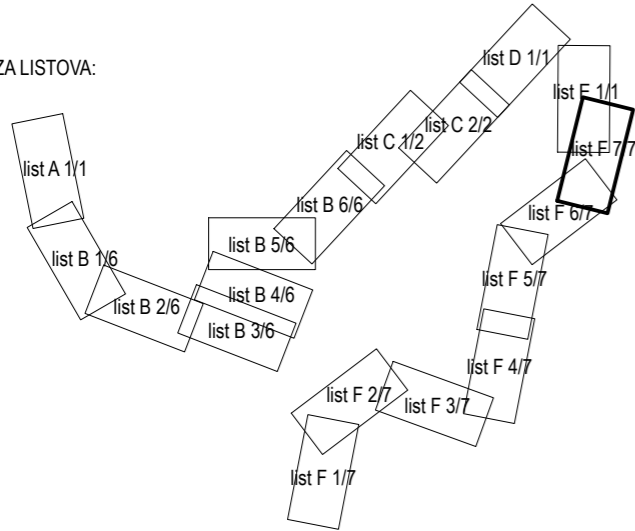 ZA LISTOVA:
list D 1/1
list E 1/1
list C 2/2
list C 1/2
list F 7/7
list A 1/1
list B 6/6
list F 6/7
list B 5/6
list B 1/6
list F 5/7
list B 4/6
list B 2/6
list B 3/6
list F 4/7
list F 2/7
list F 3/7
list F 1/7